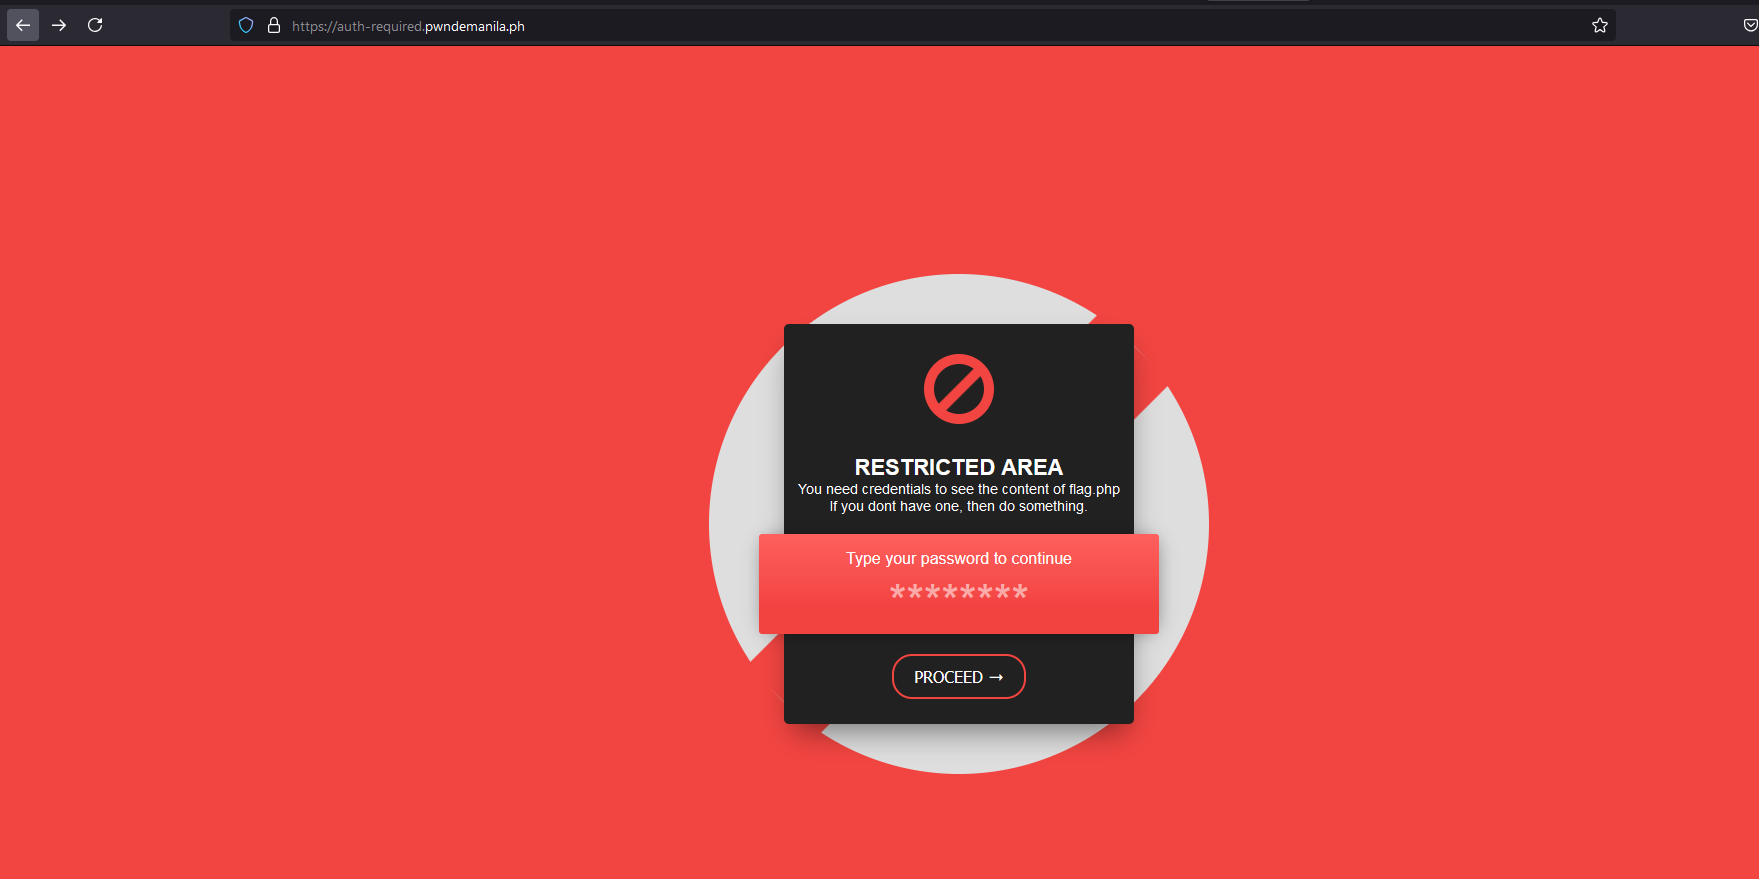 https://auth-required.pwndemanila.ph
RESTRICTED AREA
You need credentials to see the content of flag.php
If you dont have one, then do something.
Type your password to continue
********
PROCEED →